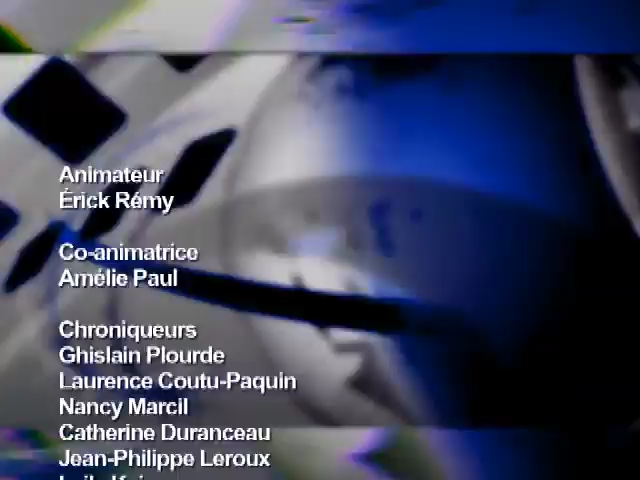 Animateur
Érick Rémy
Co-animatrice
Amélie Paul
Chroniqueurs
Ghislain Plourde
Laurence Coutu-Paquin
Nancy Marcil
Catherine Duranceau
Jean-Philippe Leroux